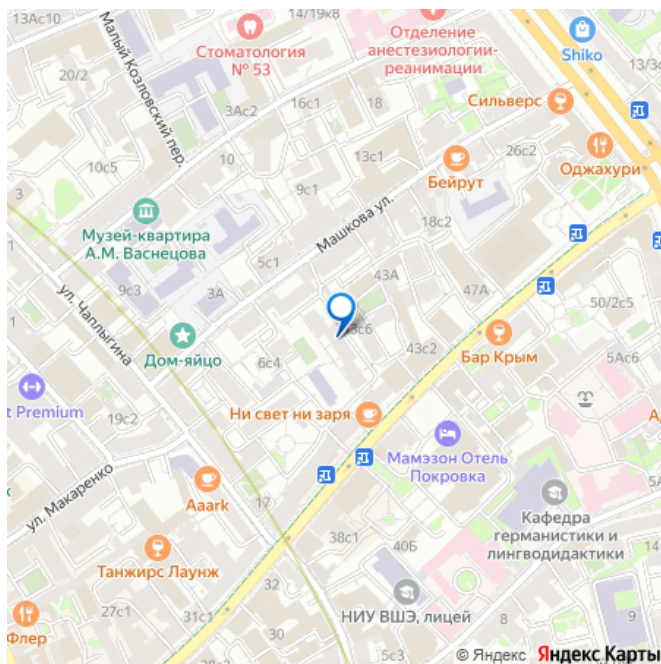 13Ас10
14/19к8
Отделение
анестезиологии-
реанимации
Стоматология
№ 53
Shiko
13/3с
Малый Козловский пер.
20/2
3Ас2
16с1
18
Сильверс
10с5
10
13с1
26с2
Оджахури
Бейрут
9с1
3
Музей-квартира
А.М. Васнецова
Машкова ул.
18с2
5с1
9с3
3А
43А
47А
50/2с5
ул. Чаплыгина
Дом-яйцо
6с4
43с2
Бар Крым
5Ас6
t Premium
19с2
Ни свет ни заря
Мамэзон Отель
Покровка
ул. Макаренко
Aaark
17
Кафедра
германистики и
лингводидактики
38с1
40Б
Танжирс Лаунж
32
НИУ ВШЭ, лицей
27с1
31с1
8
9
Флер
30
5с3
© Яндекс Яндекс Карты